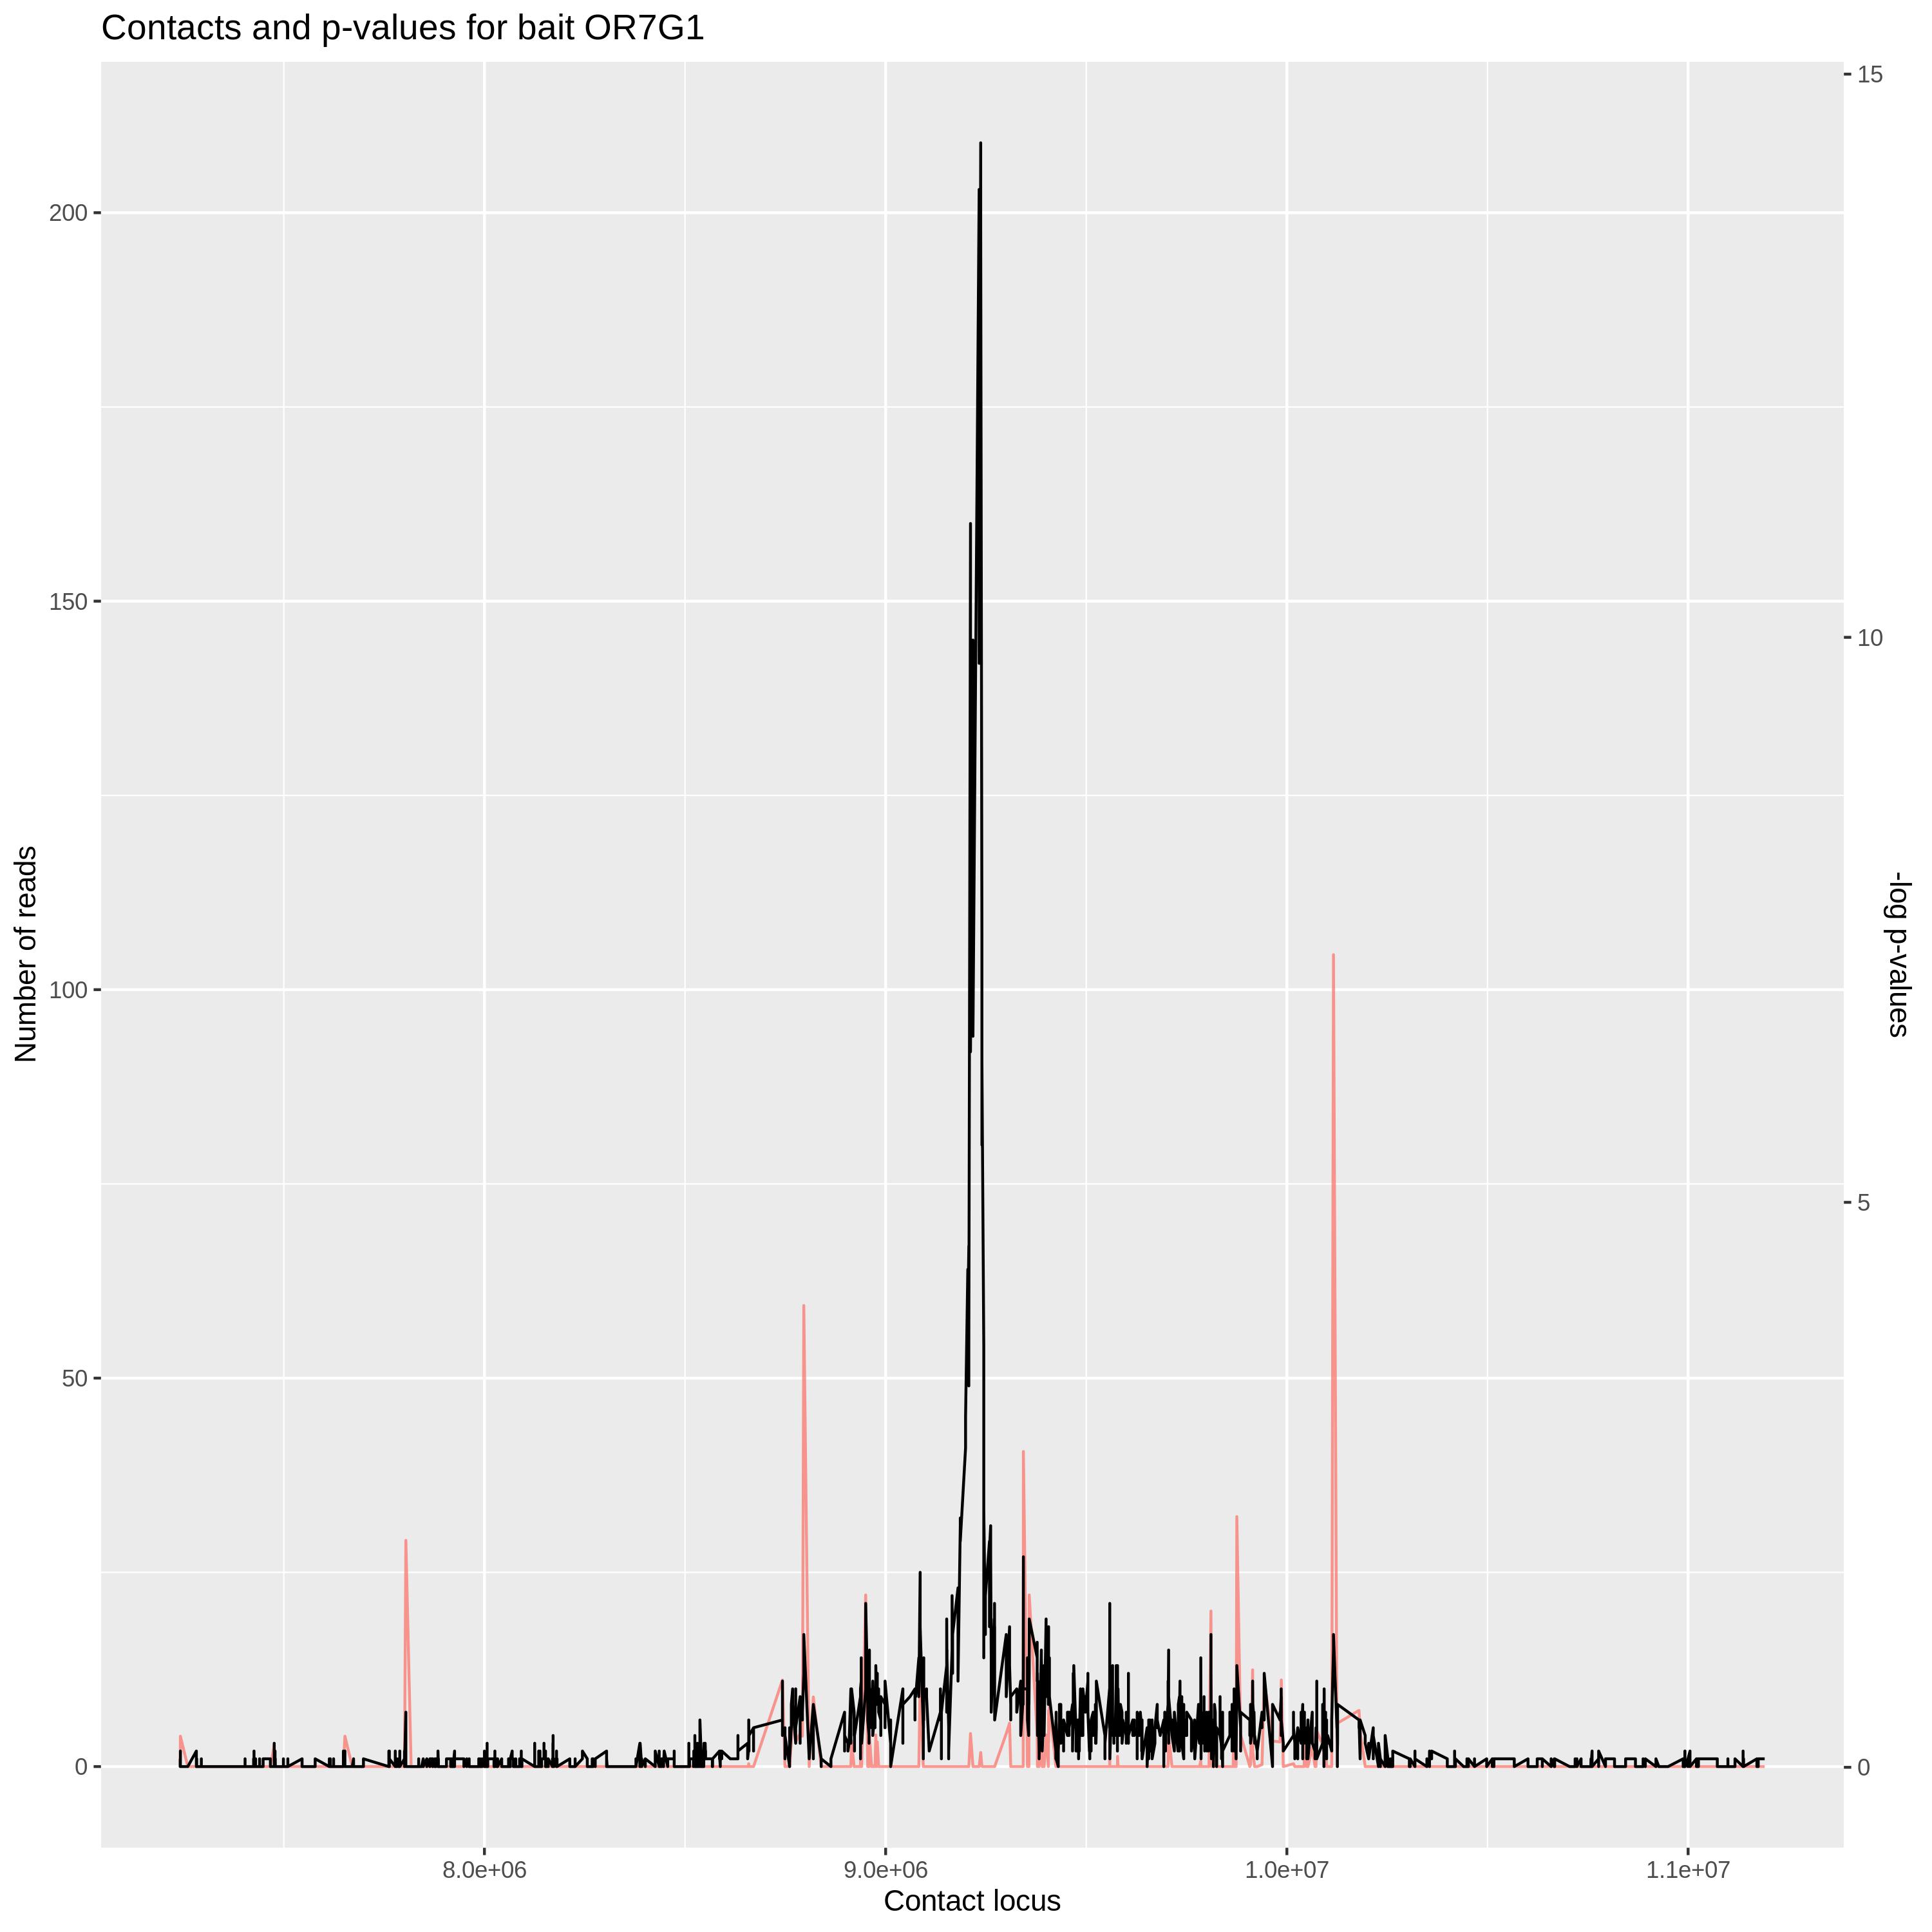 Contacts and p-values for bait OR7G1
15
200
150
10
Number of reads
-log p-values
100
5
50
0
0
8.0e+06
9.0e+06
1.0e+07
1.1e+07
Contact locus